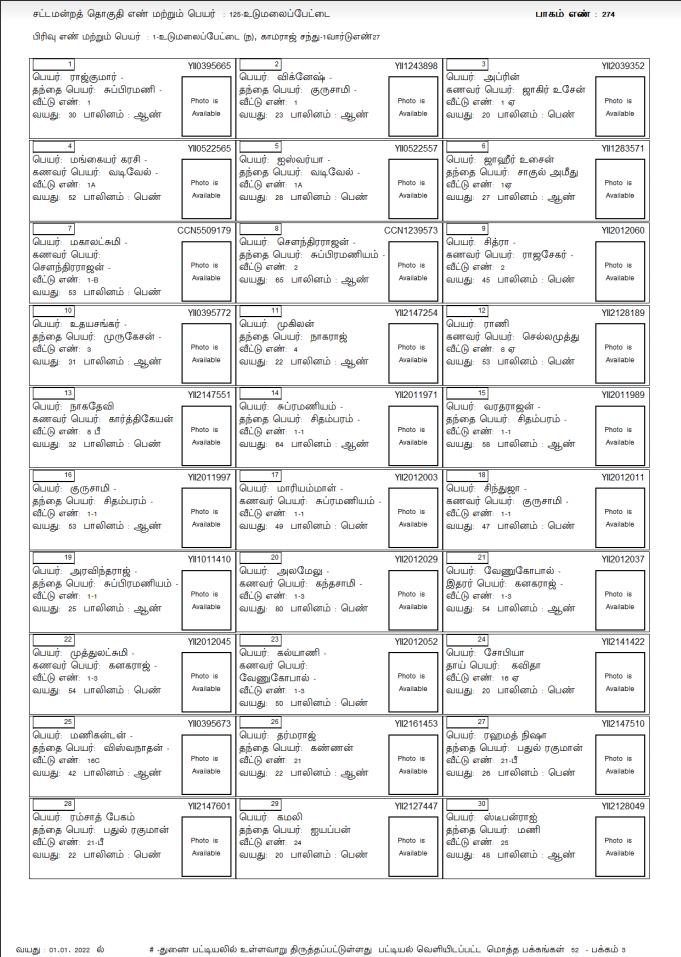 சட்டமன்றத் தொகுதி எண் மற்றும் பெயர் : 125-உடுமலைப்பேட்டை பாகம் எண் : 274
பிரிவு எண் மற்றும் பெயர் : 1-உடுமலைப்பேட்டை (ந), காமராஜ் சந்து-1வார்டுஎண்27
1 YII0395665
பெயர்: ராஜ்குமார் -
தந்தை பெயர்: சுப்பிரமணி -
வீட்டு எண்: 1
வயது: 30 பாலினம் : ஆண்
Photo is
Available
2 YII1243898
பெயர்: விக்னேஷ் -
தந்தை பெயர்: குருசாமி -
வீட்டு எண்: 1
வயது: 23 பாலினம் : ஆண்
Photo is
Available
3 YII2039352
பெயர்: அப்ரின்
கணவர் பெயர்: ஜாகிர் உசேன்
வீட்டு எண்: 1 ஏ
வயது: 20 பாலினம் : பெண்
Photo is
Available
4 YII0522565
பெயர்: மங்கையர் கரசி -
கணவர் பெயர்: வடிவேல் -
வீட்டு எண்: 1A
வயது: 52 பாலினம் : பெண்
Photo is
Available
5 YII0522557
பெயர்: ஐஸ்வர்யா -
தந்தை பெயர்: வடிவேல் -
வீட்டு எண்: 1A
வயது: 28 பாலினம் : பெண்
Photo is
Available
6 YII1283571
பெயர்: ஜாஹீர் உசைன்
தந்தை பெயர்: சாகுல் அமீது
வீட்டு எண்: 1ஏ
வயது: 27 பாலினம் : ஆண்
Photo is
Available
7 CCN5509179
பெயர்: மகாலட்சுமி -
கணவர் பெயர்:
சௌந்திரராஜன் -
வீட்டு எண்: 1-B
வயது: 53 பாலினம் : பெண்
Photo is
Available
8 CCN1239573
பெயர்: சௌந்திரராஜன் -
தந்தை பெயர்: சுப்பிரமணியம் -
வீட்டு எண்: 2
வயது: 65 பாலினம் : ஆண்
Photo is
Available
9 YII2012060
பெயர்: சித்ரா -
கணவர் பெயர்: ராஜசேகர் -
வீட்டு எண்: 2
வயது: 45 பாலினம் : பெண்
Photo is
Available
10 YII0395772
பெயர்: உதயசங்கர் -
தந்தை பெயர்: முருகேசன் -
வீட்டு எண்: 3
வயது: 31 பாலினம் : ஆண்
Photo is
Available
11 YII2147254
பெயர்: முகிலன்
தந்தை பெயர்: நாகராஜ்
வீட்டு எண்: 4
வயது: 22 பாலினம் : ஆண்
Photo is
Available
12 YII2128189
பெயர்: ராணி
கணவர் பெயர்: செல்லமுத்து
வீட்டு எண்: 8 ஏ
வயது: 53 பாலினம் : பெண்
Photo is
Available
13 YII2147551
பெயர்: நாகதேவி
கணவர் பெயர்: கார்த்திகேயன்
வீட்டு எண்: 8 பீ
வயது: 32 பாலினம் : பெண்
Photo is
Available
14 YII2011971
பெயர்: சுப்ரமணியம் -
தந்தை பெயர்: சிதம்பரம் -
வீட்டு எண்: 1-1
வயது: 64 பாலினம் : ஆண்
Photo is
Available
15 YII2011989
பெயர்: வரதராஜன் -
தந்தை பெயர்: சிதம்பரம் -
வீட்டு எண்: 1-1
வயது: 58 பாலினம் : ஆண்
Photo is
Available
16 YII2011997
பெயர்: குருசாமி -
தந்தை பெயர்: சிதம்பரம் -
வீட்டு எண்: 1-1
வயது: 53 பாலினம் : ஆண்
Photo is
Available
17 YII2012003
பெயர்: மாரியம்மாள் -
கணவர் பெயர்: சுப்ரமணியம் -
வீட்டு எண்: 1-1
வயது: 49 பாலினம் : பெண்
Photo is
Available
18 YII2012011
பெயர்: சிந்துஜா -
கணவர் பெயர்: குருசாமி -
வீட்டு எண்: 1-1
வயது: 47 பாலினம் : பெண்
Photo is
Available
19 YII1011410
பெயர்: அரவிந்தராஜ் -
தந்தை பெயர்: சுப்பிரமணியம் -
வீட்டு எண்: 1-1
வயது: 25 பாலினம் : ஆண்
Photo is
Available
20 YII2012029
பெயர்: அலமேலு -
கணவர் பெயர்: கந்தசாமி -
வீட்டு எண்: 1-3
வயது: 80 பாலினம் : பெண்
Photo is
Available
21 YII2012037
பெயர்: வேணுகோபால் -
இதரர் பெயர்: கனகராஜ் -
வீட்டு எண்: 1-3
வயது: 54 பாலினம் : ஆண்
Photo is
Available
22 YII2012045
பெயர்: முத்துலட்சுமி -
கணவர் பெயர்: கனகராஜ் -
வீட்டு எண்: 1-3
வயது: 54 பாலினம் : பெண்
Photo is
Available
23 YII2012052
பெயர்: கல்யாணி -
கணவர் பெயர்:
வேணுகோபால் -
வீட்டு எண்: 1-3
வயது: 50 பாலினம் : பெண்
Photo is
Available
24 YII2141422
பெயர்: சோபியா
தாய் பெயர்: கவிதா
வீட்டு எண்: 16 ஏ
வயது: 20 பாலினம் : பெண்
Photo is
Available
25 YII0395673
பெயர்: மணிகன்டன் -
தந்தை பெயர்: விஸ்வநாதன் -
வீட்டு எண்: 16C
வயது: 42 பாலினம் : ஆண்
Photo is
Available
26 YII2161453
பெயர்: தர்மராஜ்
தந்தை பெயர்: கண்ணன்
வீட்டு எண்: 21
வயது: 22 பாலினம் : ஆண்
Photo is
Available
27 YII2147510
பெயர்: ரஹமத் நிஷா
தந்தை பெயர்: பதுல் ரகுமான்
வீட்டு எண்: 21-பீ
வயது: 26 பாலினம் : பெண்
Photo is
Available
28 YII2147601
பெயர்: ரம்சாத் பேகம்
தந்தை பெயர்: பதுல் ரகுமான்
வீட்டு எண்: 21-பீ
வயது: 22 பாலினம் : பெண்
Photo is
Available
29 YII2127447
பெயர்: கமலி
தந்தை பெயர்: ஐயப்பன்
வீட்டு எண்: 24
வயது: 20 பாலினம் : பெண்
Photo is
Available
30 YII2128049
பெயர்: ஸ்டீபன்ராஜ்
தந்தை பெயர்: மணி
வீட்டு எண்: 25
வயது: 48 பாலினம் : ஆண்
Photo is
Available
வயது : 01.01. 2022 ல் # -துணை பட்டியலில் உள்ளவாறு திருத்தப்பட்டுள்ளது பட்டியல் வெளியிடப்பட்ட மொத்த பக்கங்கள் 52 - பக்கம் 3